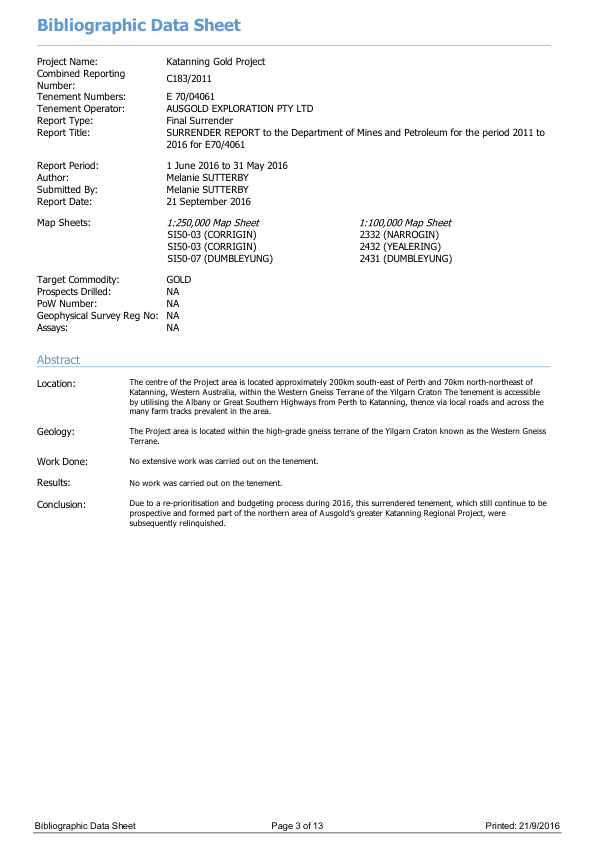 Bibliographic Data Sheet
Project Name: Katanning Gold Project
Combined Reporting
Number: C183/2011
Tenement Numbers: E 70/04061
Tenement Operator: AUSGOLD EXPLORATION PTY LTD
Report Type: Final Surrender
Report Title: SURRENDER REPORT to the Department of Mines and Petroleum for the period 2011 to
2016 for E70/4061
Report Period: 1 June 2016 to 31 May 2016
Author: Melanie SUTTERBY
Submitted By: Melanie SUTTERBY
Report Date: 21 September 2016
Map Sheets: 1:250,000 Map Sheet 1:100,000 Map Sheet
SI50-03 (CORRIGIN) 2332 (NARROGIN)
SI50-03 (CORRIGIN) 2432 (YEALERING)
SI50-07 (DUMBLEYUNG) 2431 (DUMBLEYUNG)
Target Commodity: GOLD
Prospects Drilled: NA
PoW Number: NA
Geophysical Survey Reg No: NA
Assays: NA
Abstract
Location: The centre of the Project area is located approximately 200km south-east of Perth and 70km north-northeast of
Katanning, Western Australia, within the Western Gneiss Terrane of the Yilgarn Craton The tenement is accessible
by utilising the Albany or Great Southern Highways from Perth to Katanning, thence via local roads and across the
many farm tracks prevalent in the area.
Geology: The Project area is located within the high-grade gneiss terrane of the Yilgarn Craton known as the Western Gneiss
Terrane.
Work Done: No extensive work was carried out on the tenement.
Results: No work was carried out on the tenement.
Conclusion: Due to a re-prioritisation and budgeting process during 2016, this surrendered tenement, which still continue to be
prospective and formed part of the northern area of Ausgold's greater Katanning Regional Project, were
subsequently relinquished.
Bibliographic Data Sheet Page 3 of 13 Printed: 21/9/2016